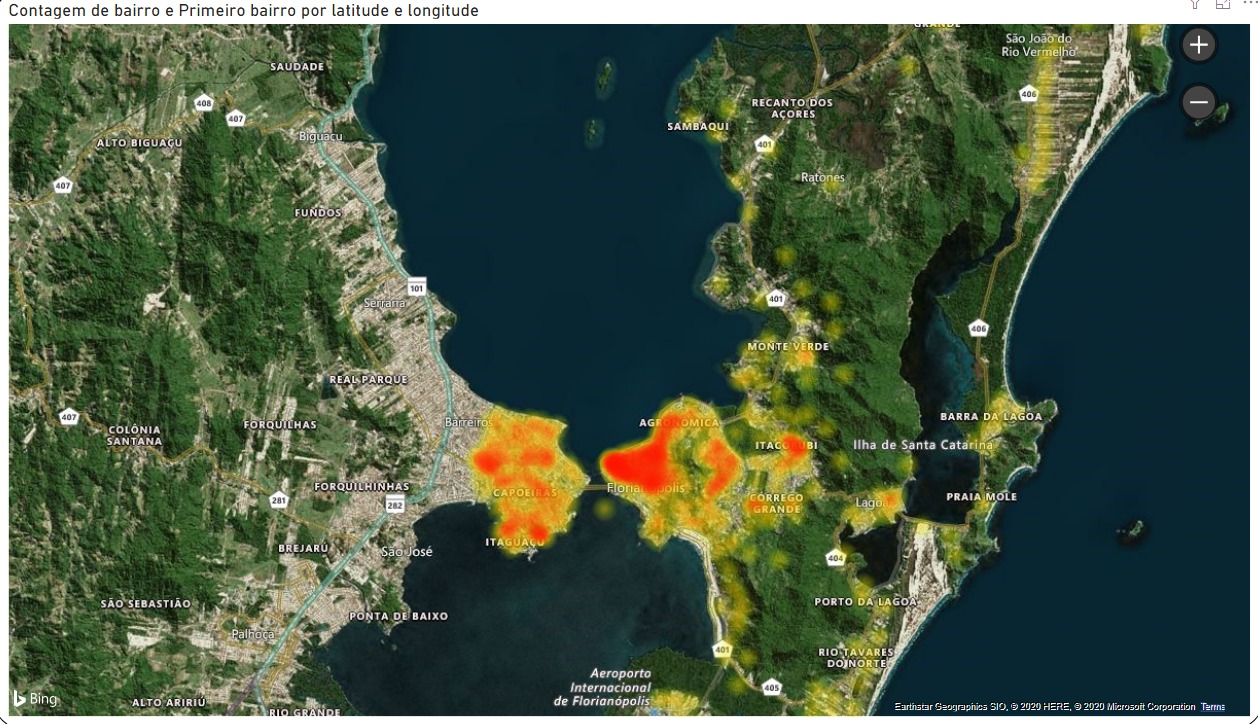 Contagem de bairro e Primeiro bairro por latitude e longitude
GRANDE
São João do
Rio Vermelho
SAUDADE
408
407
406
RECANTO DOS
AÇORES
SAMBAQUI
Biguaçu
ALTO BIGUAÇU
401
407
Ratones
FUNDOS
101
Serraria
401
406
MONTE VERDE
REAL PARQUE
407
COLÔNIA
SANTANA
FORQUILHAS
Barreiros
AGRONÔMICA
BARRA DA LAGOA
ITACORUBI
Ilha de Santa Catarina
FORQUILHINHAS
281
282
CAPOEIRAS
Florianópolis
CÓRREGO
GRANDE
Lagoa
PRAIA MOLE
BREJARÚ
São José
ITAGUAÇU
404
SÃO SEBASTIÃO
PONTA DE BAIXO
PORTO DA LAGOA
Palhoça
401
RIO TAVARES
DO NORTE
Aeroporto
Internacional
de Florianópolis
405
Bing
ALTO ARIRIÚ
RIO GRANDE
Earthstar Geographics SIO, © 2020 HERE, © 2020 Microsoft Corporation Terms